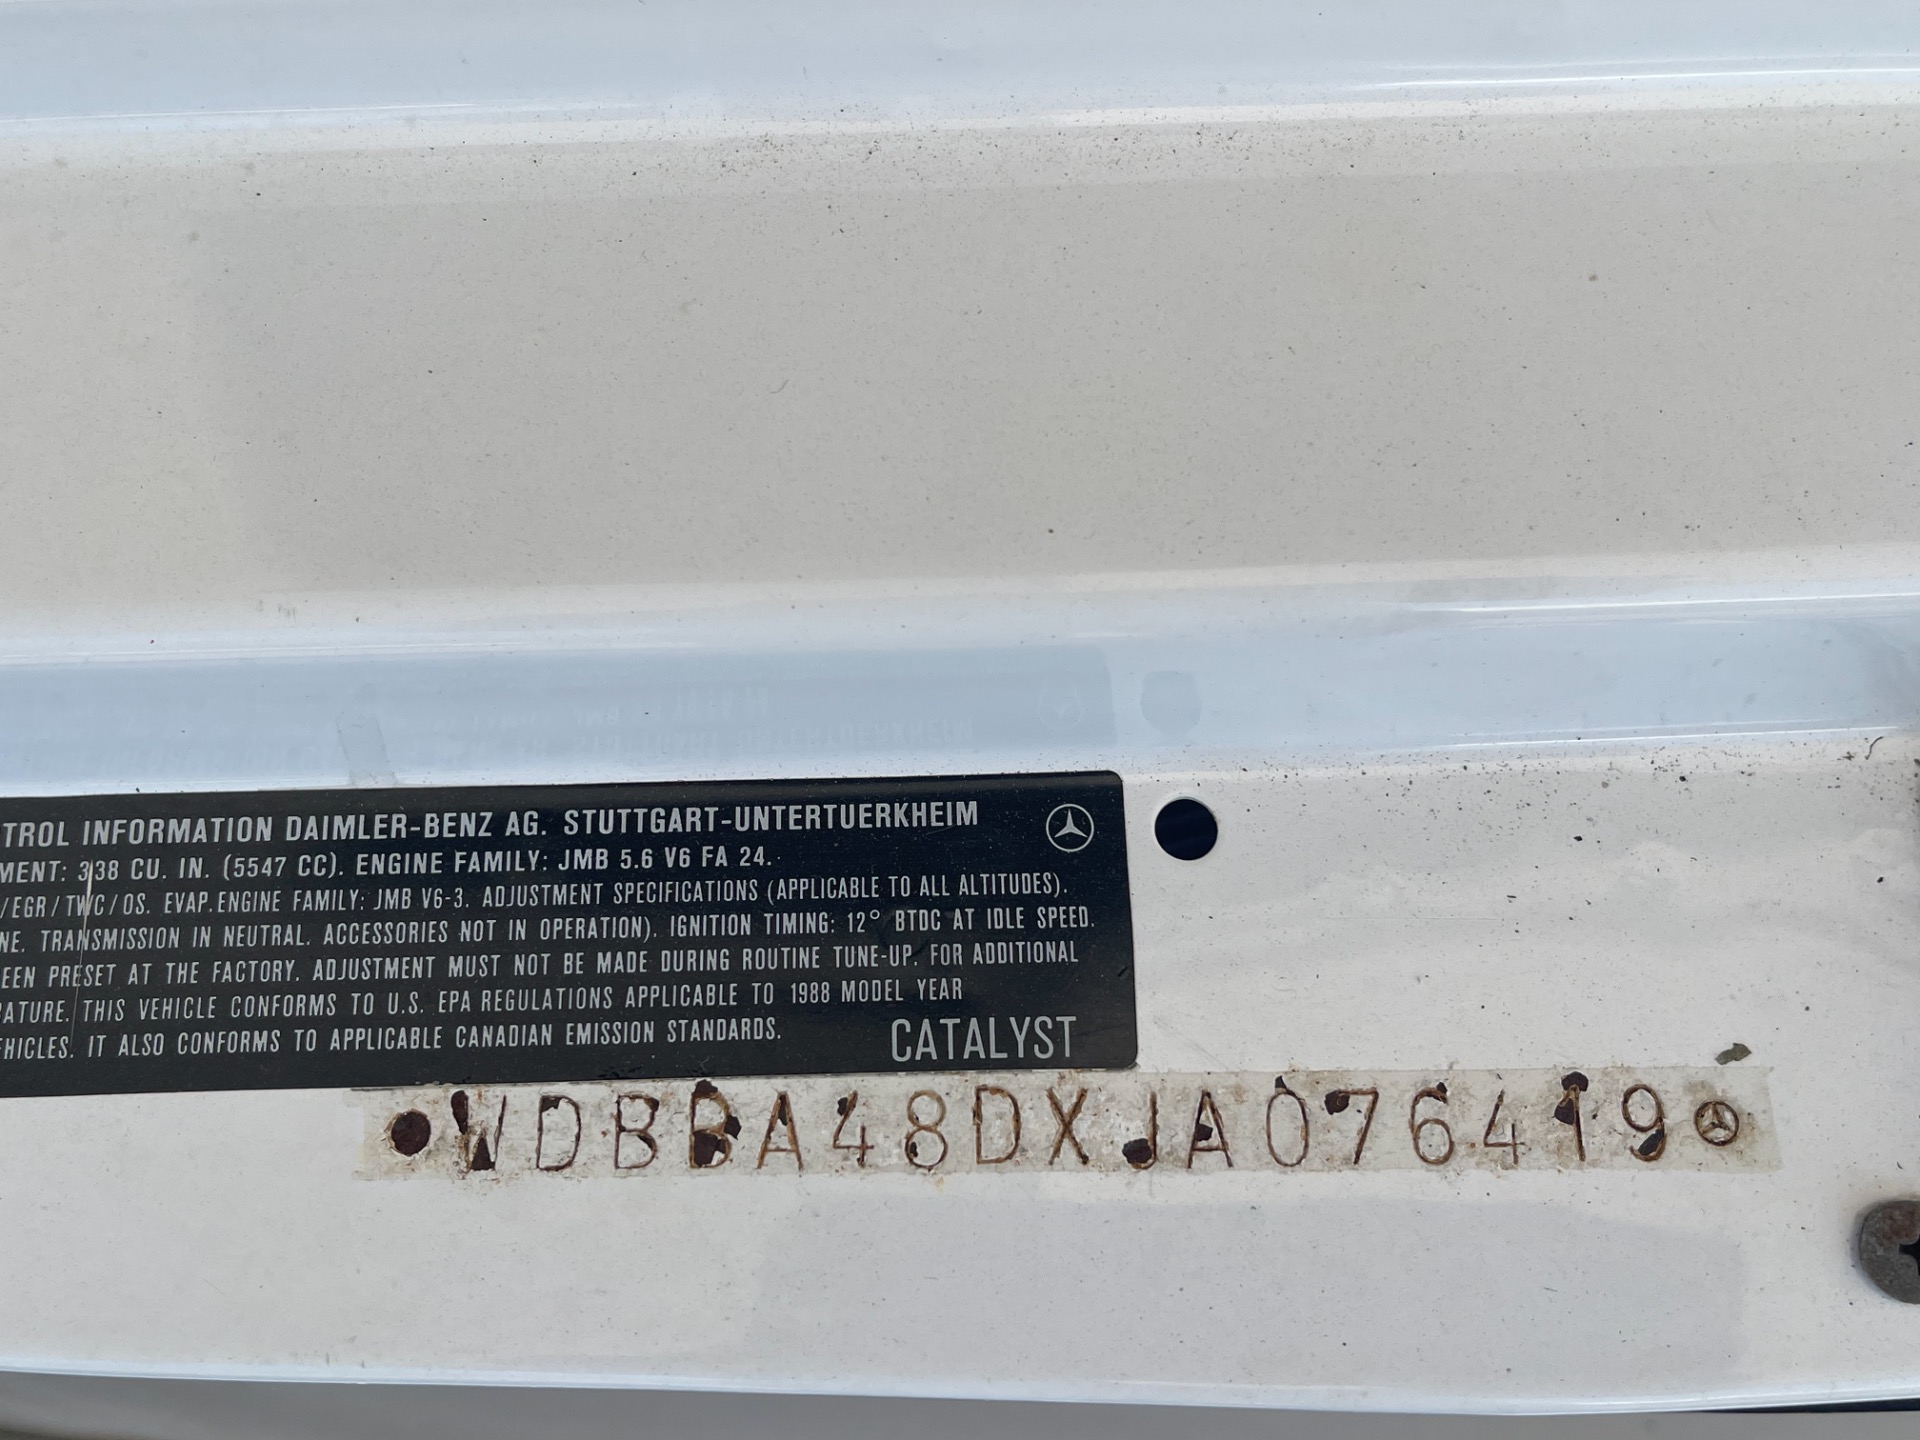 TROL INFORMATION DAIMLER-BENZ AG. STUTTGART-UNTERTUERKHEIM
MENT: 338 CU. IN. (5547 CC). ENGINE FAMILY: JMB 5.6 V6 FA 24.
/EGR/TWC/OS. EVAP. ENGINE FAMILY: JMB V6-3. ADJUSTMENT SPECIFICATIONS (APPLICABLE TO ALL ALTITUDES).
NE. TRANSMISSION IN NEUTRAL. ACCESSORIES NOT IN OPERATION). IGNITION TIMING: 12° BTDC AT IDLE SPEED.
EEN PRESET AT THE FACTORY. ADJUSTMENT MUST NOT BE MADE DURING ROUTINE TUNE-UP. FOR ADDITIONAL
ATURE. THIS VEHICLE CONFORMS TO U.S. EPA REGULATIONS APPLICABLE TO 1988 MODEL YEAR
EHICLES. IT ALSO CONFORMS TO APPLICABLE CANADIAN EMISSION STANDARDS.
CATALYST
WDBBA48DXJA076419